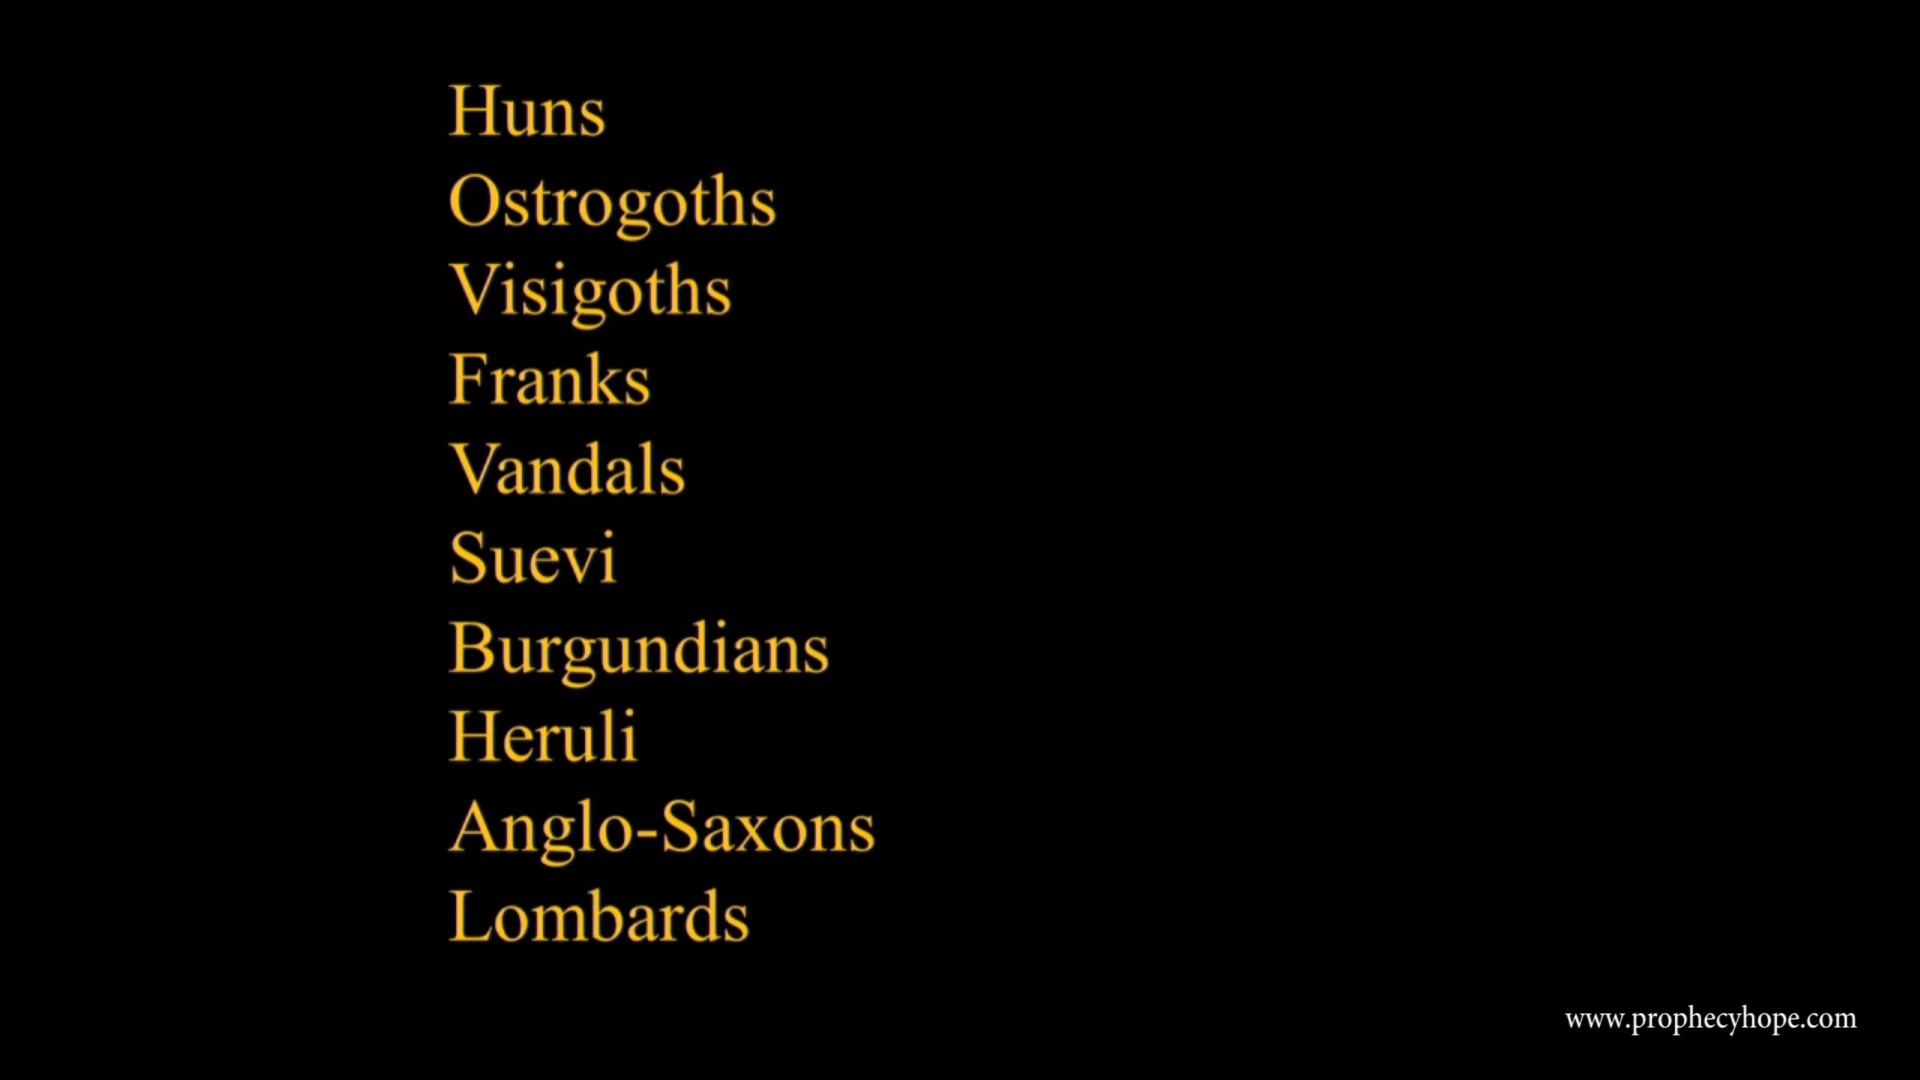 Huns
Ostrogoths
Visigoths
Franks
Vandals
Suevi
Burgundians
Heruli
Anglo-Saxons
Lombards
www.prophecyhope.com